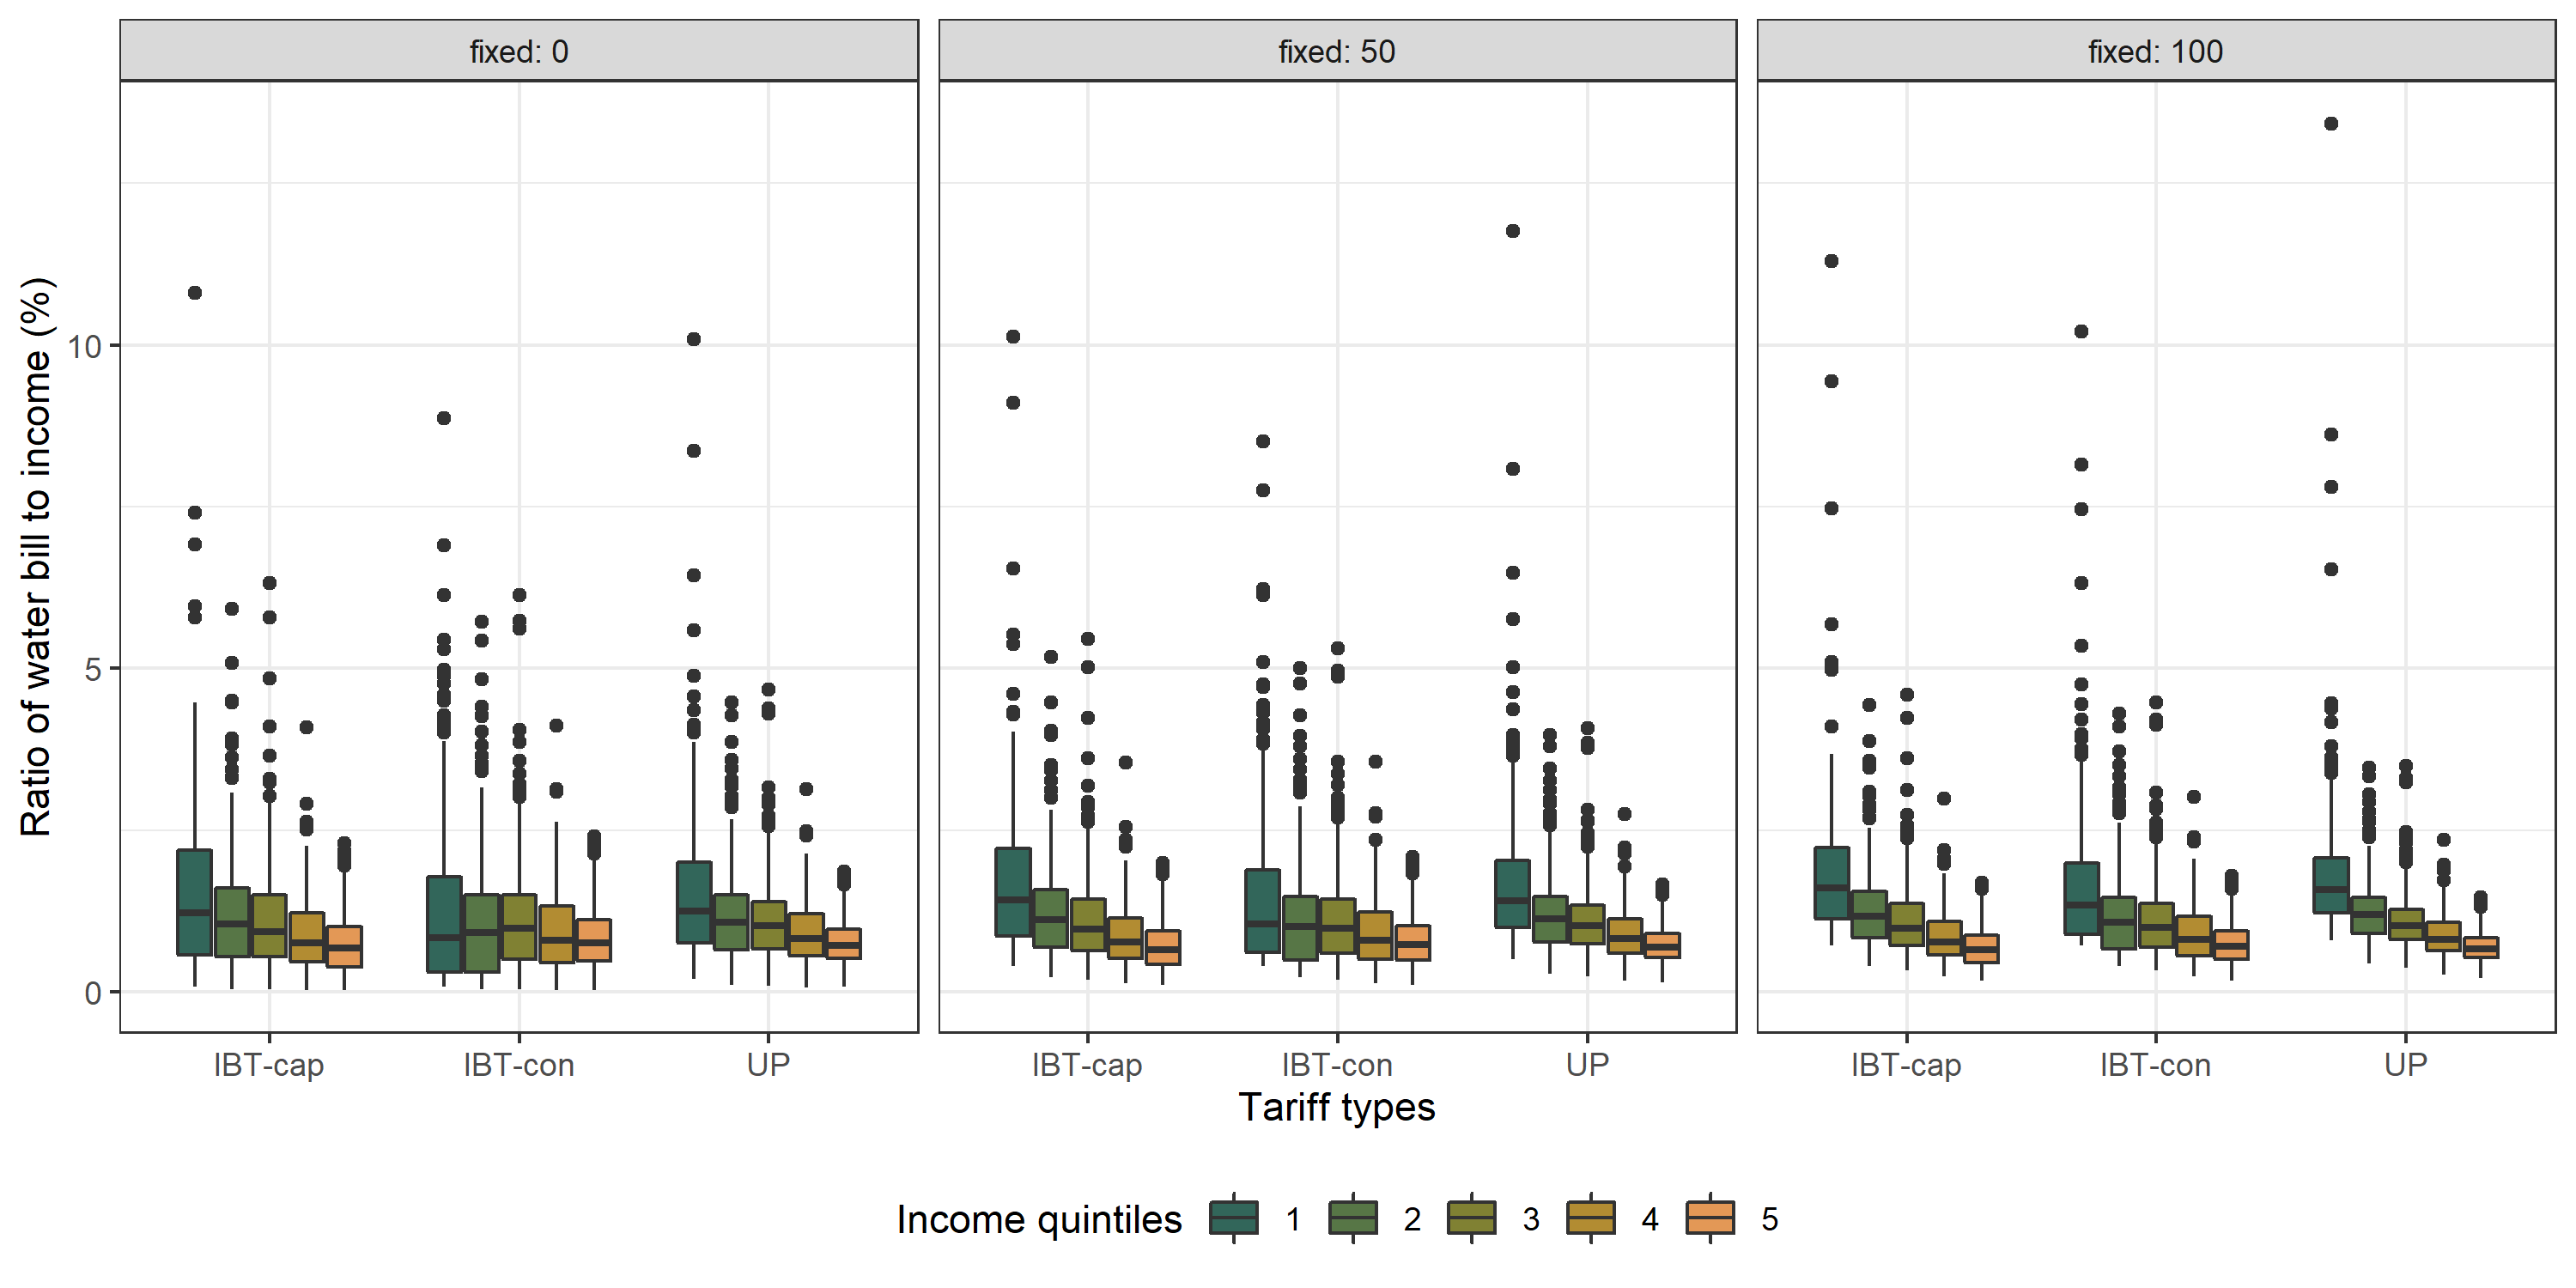 fixed: 0
fixed: 50
fixed: 100
Ratio of water bill to income (%)
10
5
0
IBT-cap IBT-con UP
IBT-cap IBT-con UP
IBT-cap IBT-con UP
Tariff types
Income quintiles 1 2 3 4 5